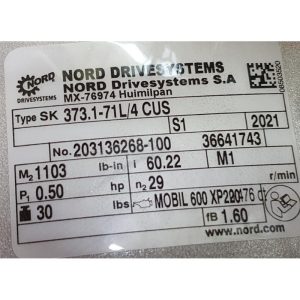 NORD DRIVESYSTEMS
NORD Drivesystems S.A
MX-76974 Huimilpan
NORD
DRIVESYSTEMS
Type SK 373.1-71L/4 CUS
S1 2021
No. 203136268-100 36641743
M2 1103 lb-in i 60.22 M1
P1 0.50 hp n2 29 r/min
30 lbs MOBIL 600 XP220
fB 1.60
www.nord.com